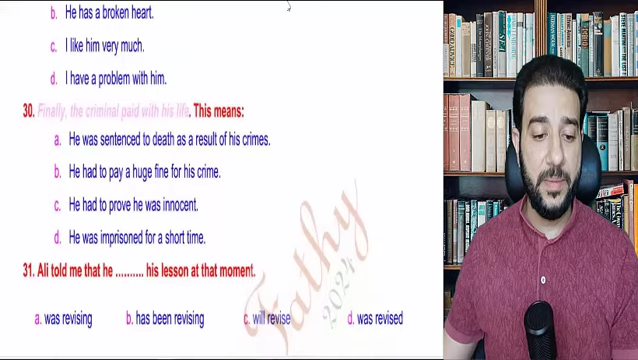 b. He has a broken heart.
c. I like him very much.
d. I have a problem with him.
30. Finally, the criminal paid with his life. This means:
a. He was sentenced to death as a result of his crimes.
b. He had to pay a huge fine for his crime.
c. He had to prove he was innocent.
d. He was imprisoned for a short time.
31. Ali told me that he .......... his lesson at that moment.
a. was revising b. has been revising c. will revise d. was revised
Fathy
2024